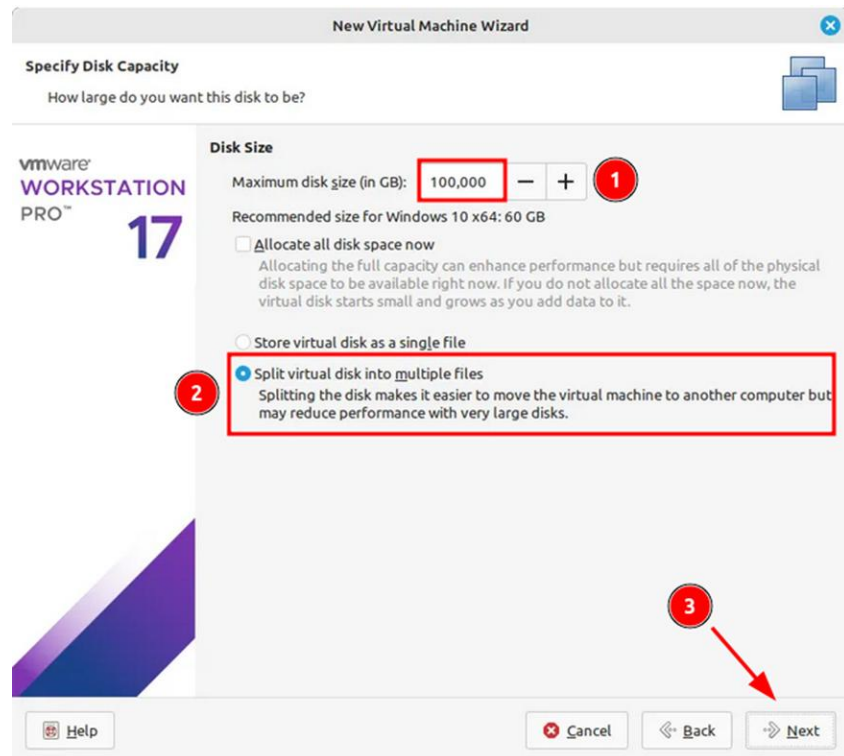 New Virtual Machine Wizard
Specify Disk Capacity
How large do you want this disk to be?
vmware
WORKSTATION
PRO™
17
Disk Size
Maximum disk size (in GB): 100,000 − +
1
Recommended size for Windows 10 x64: 60 GB
Allocate all disk space now
Allocating the full capacity can enhance performance but requires all of the physical
disk space to be available right now. If you do not allocate all the space now, the
virtual disk starts small and grows as you add data to it.
Store virtual disk as a single file
2
Split virtual disk into multiple files
Splitting the disk makes it easier to move the virtual machine to another computer but
may reduce performance with very large disks.
3
Help
Cancel
Back
Next